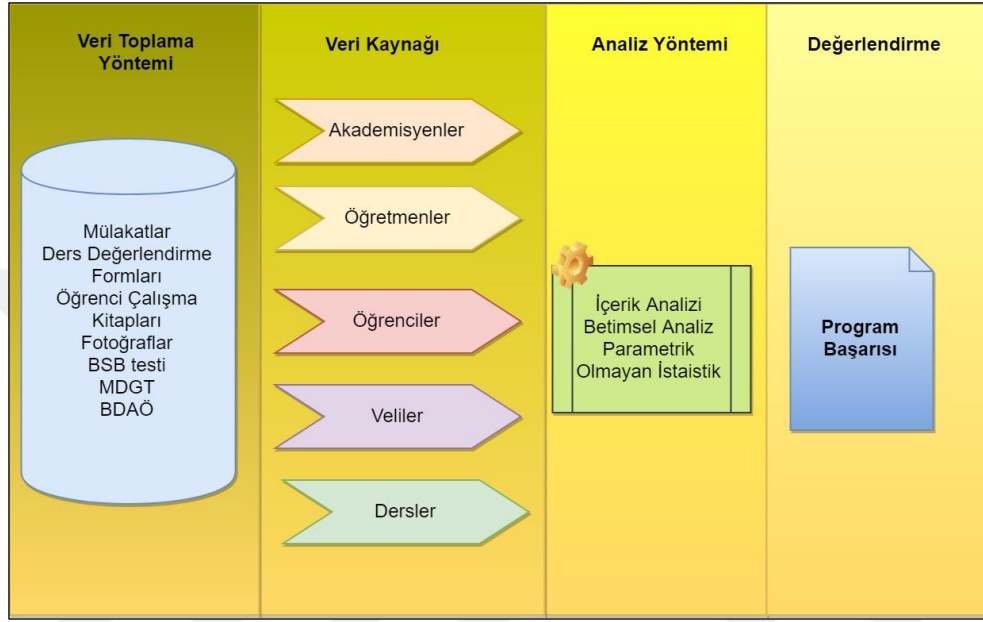 Veri Toplama
Yöntemi
Mülakatlar
Ders Değerlendirme
Formları
Öğrenci Çalışma
Kitapları
Fotoğraflar
BSB testi
MDGT
BDAÖ
Veri Kaynağı
Akademisyenler
Öğretmenler
Öğrenciler
Veliler
Dersler
Analiz Yöntemi
İçerik Analizi
Betimsel Analiz
Parametrik
Olmayan İstaistik
Değerlendirme
Program
Başarısı